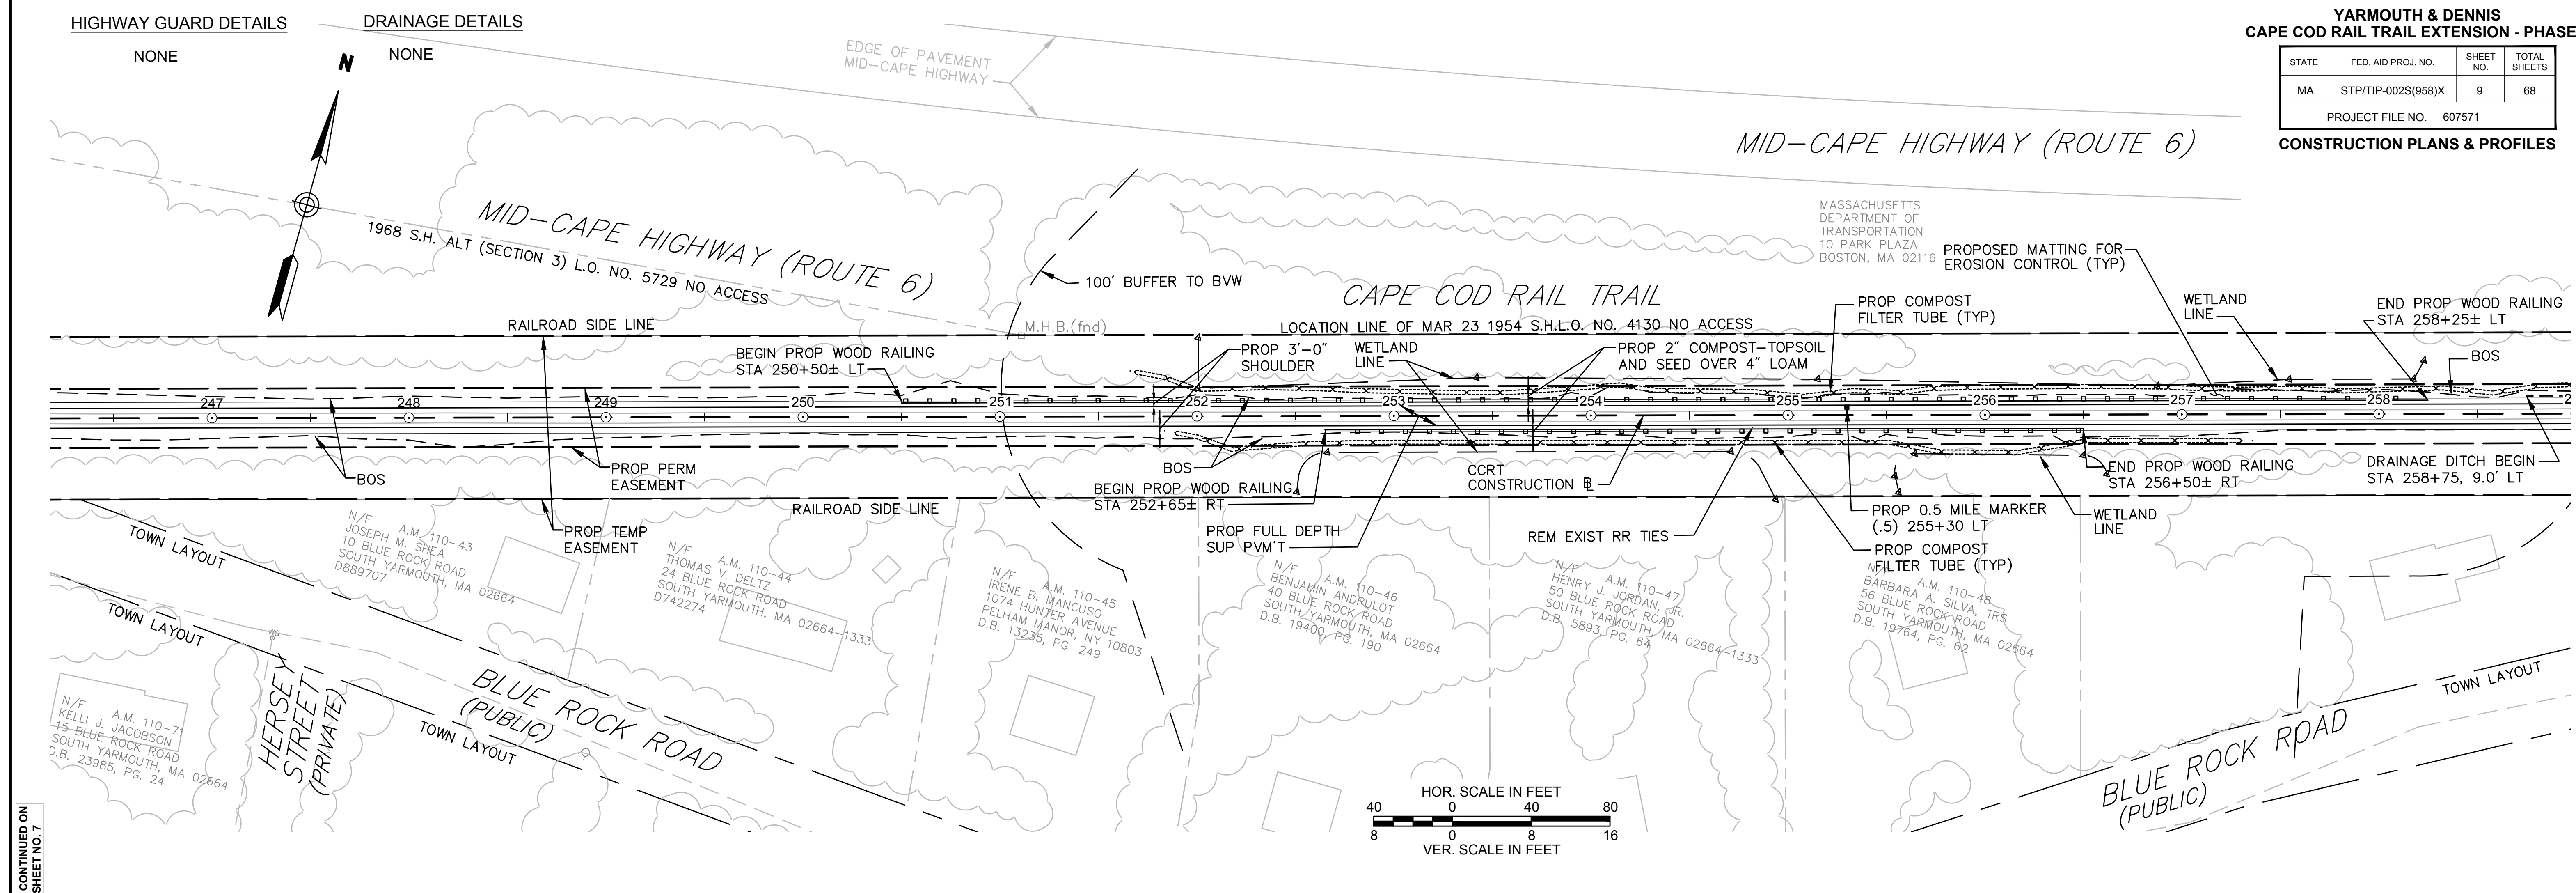 HIGHWAY GUARD DETAILS
NONE
DRAINAGE DETAILS
NONE
N
YARMOUTH & DENNIS
CAPE COD RAIL TRAIL EXTENSION - PHASE
STATE
FED. AID PROJ. NO.
SHEET NO.
TOTAL SHEETS
MA
STP/TIP-002S(958)X
9
68
PROJECT FILE NO. 607571
CONSTRUCTION PLANS & PROFILES
EDGE OF PAVEMENT
MID-CAPE HIGHWAY
MID-CAPE HIGHWAY (ROUTE 6)
MID-CAPE HIGHWAY (ROUTE 6)
1968 S.H. ALT (SECTION 3) L.O. NO. 5729 NO ACCESS
100' BUFFER TO BVW
MASSACHUSETTS
DEPARTMENT OF
TRANSPORTATION
10 PARK PLAZA
BOSTON, MA 02116
PROPOSED MATTING FOR
EROSION CONTROL (TYP)
CAPE COD RAIL TRAIL
PROP COMPOST
FILTER TUBE (TYP)
WETLAND
LINE
END PROP WOOD RAILING
STA 258+25± LT
RAILROAD SIDE LINE
M.H.B.(fnd)
LOCATION LINE OF MAR 23 1954 S.H.L.O. NO. 4130 NO ACCESS
BEGIN PROP WOOD RAILING
STA 250+50± LT
PROP 3'-0"
SHOULDER
WETLAND
LINE
PROP 2" COMPOST-TOPSOIL
AND SEED OVER 4" LOAM
BOS
247
248
249
250
251
252
253
254
255
256
257
258
2
BOS
PROP PERM
EASEMENT
BOS
BEGIN PROP WOOD RAILING
STA 252+65± RT
CCRT
CONSTRUCTION BL
END PROP WOOD RAILING
STA 256+50± RT
DRAINAGE DITCH BEGIN
STA 258+75, 9.0' LT
RAILROAD SIDE LINE
PROP TEMP
EASEMENT
PROP FULL DEPTH
SUP PVM'T
REM EXIST RR TIES
PROP 0.5 MILE MARKER
(.5) 255+30 LT
WETLAND
LINE
PROP COMPOST
FILTER TUBE (TYP)
TOWN LAYOUT
N/F A.M. 110-43
JOSEPH M. SHEA
10 BLUE ROCK ROAD
SOUTH YARMOUTH, MA 02664
D889707
N/F A.M. 110-44
THOMAS V. DELTZ
24 BLUE ROCK ROAD
SOUTH YARMOUTH, MA 02664-1333
D742274
N/F A.M. 110-45
IRENE B. MANCUSO
1074 HUNTER AVENUE
PELHAM MANOR, NY 10803
D.B. 13235, PG. 249
N/F A.M. 110-46
BENJAMIN ANDRULOT
40 BLUE ROCK ROAD
SOUTH YARMOUTH, MA 02664
D.B. 19400, PG. 190
N/F A.M. 110-47
HENRY J. JORDAN, JR.
50 BLUE ROCK ROAD
SOUTH YARMOUTH, MA 02664-1333
D.B. 5893, PG. 64
N/F A.M. 110-48
BARBARA A. SILVA, TRS
56 BLUE ROCK ROAD
SOUTH YARMOUTH, MA 02664
D.B. 19764, PG. 62
TOWN LAYOUT
WG
HERSEY
STREET
(PRIVATE)
BLUE ROCK ROAD
(PUBLIC)
TOWN LAYOUT
N/F A.M. 110-71
KELLI J. JACOBSON
15 BLUE ROCK ROAD
SOUTH YARMOUTH, MA 02664
D.B. 23985, PG. 24
TOWN LAYOUT
BLUE ROCK ROAD
(PUBLIC)
HOR. SCALE IN FEET
40 0 40 80
8 0 8 16
VER. SCALE IN FEET
CONTINUED ON
SHEET NO. 7